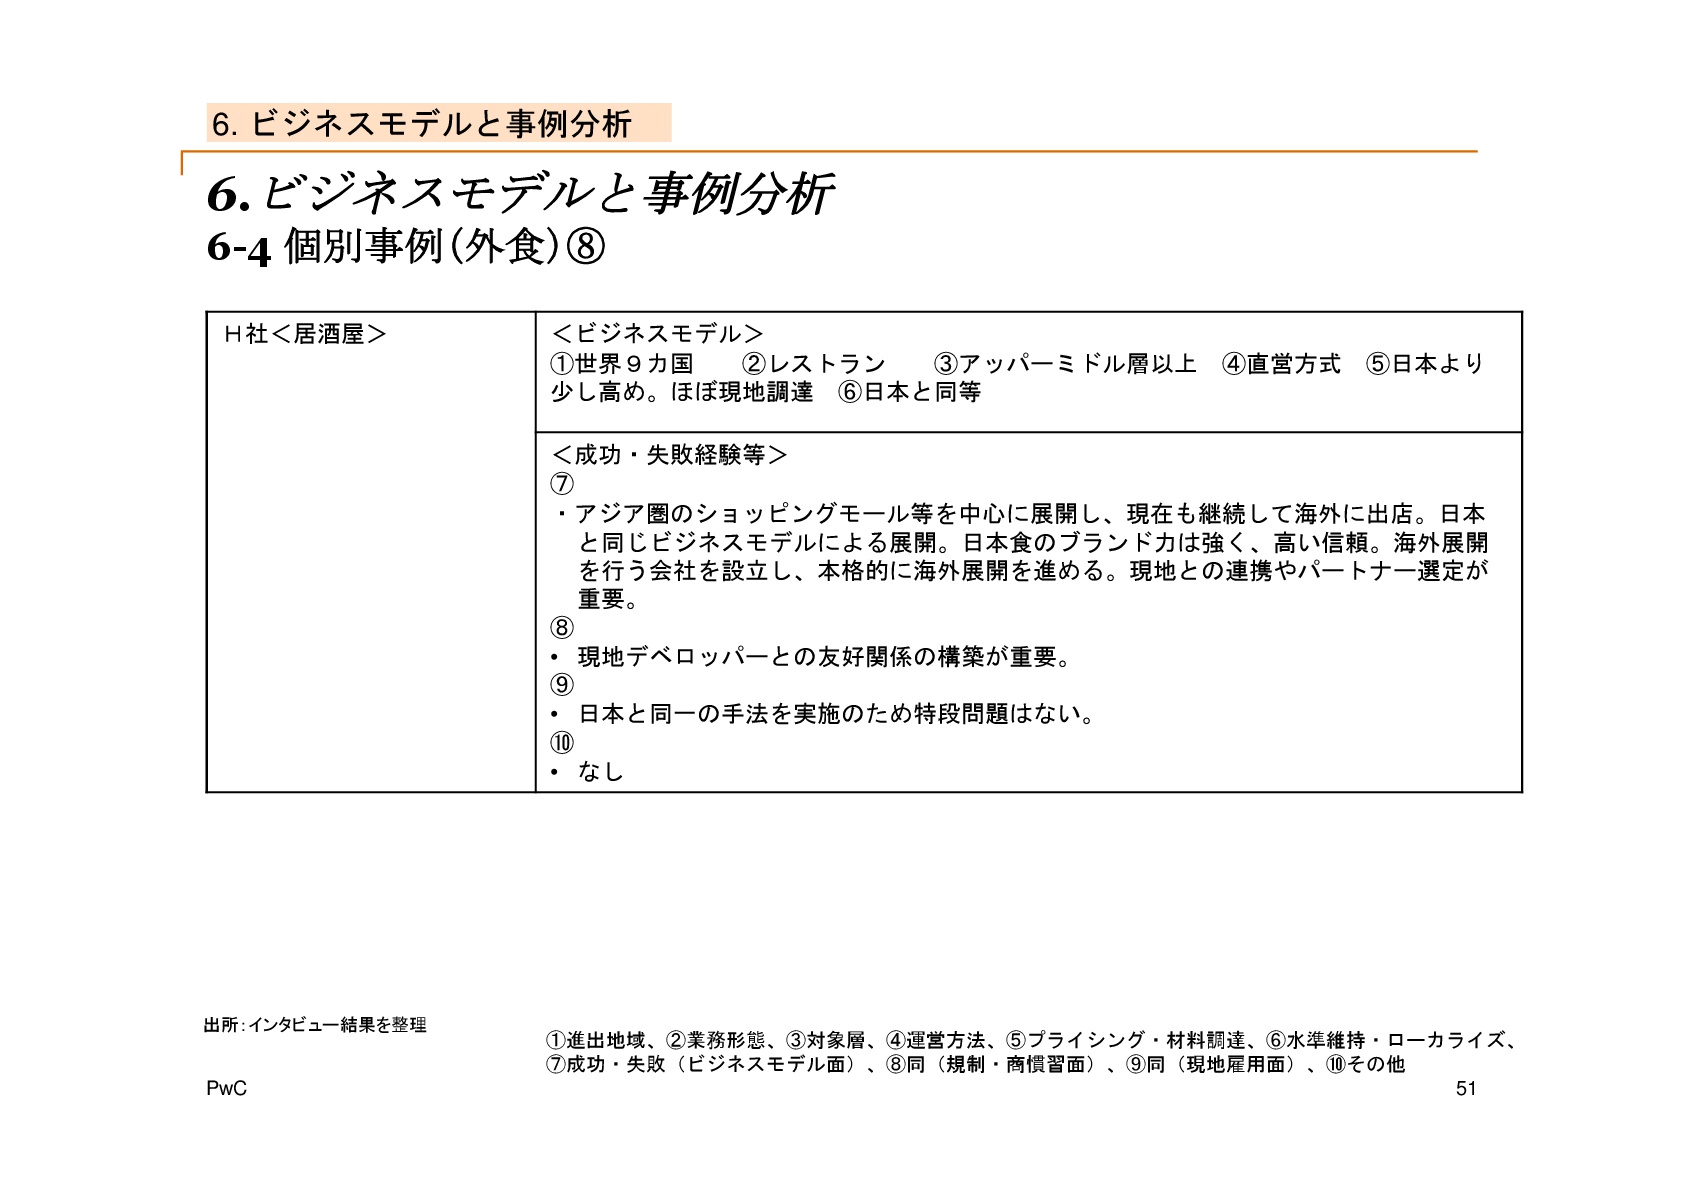 6. ビジネスモデルと事例分析
6. ビジネスモデルと事例分析
6-4 個別事例（外食）⑧
Ｈ社＜居酒屋＞
＜ビジネスモデル＞
①世界９カ国　　②レストラン　　③アッパーミドル層以上　④直営方式　⑤日本より
少し高め。ほぼ現地調達　⑥日本と同等
＜成功・失敗経験等＞
⑦
・アジア圏のショッピングモール等を中心に展開し、現在も継続して海外に出店。日本
と同じビジネスモデルによる展開。日本食のブランド力は強く、高い信頼。海外展開
を行う会社を設立し、本格的に海外展開を進める。現地との連携やパートナー選定が
重要。
⑧
• 現地デベロッパーとの友好関係の構築が重要。
⑨
• 日本と同一の手法を実施のため特段問題はない。
⑩
• なし
出所：インタビュー結果を整理
①進出地域、②業務形態、③対象層、④運営方法、⑤プライシング・材料調達、⑥水準維持・ローカライズ、
⑦成功・失敗（ビジネスモデル面）、⑧同（規制・商慣習面）、⑨同（現地雇用面）、⑩その他
PwC
51